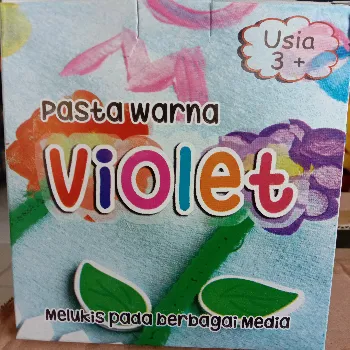 Usia
3 +
Pasta warna
Violet
Melukis pada berbagai Media